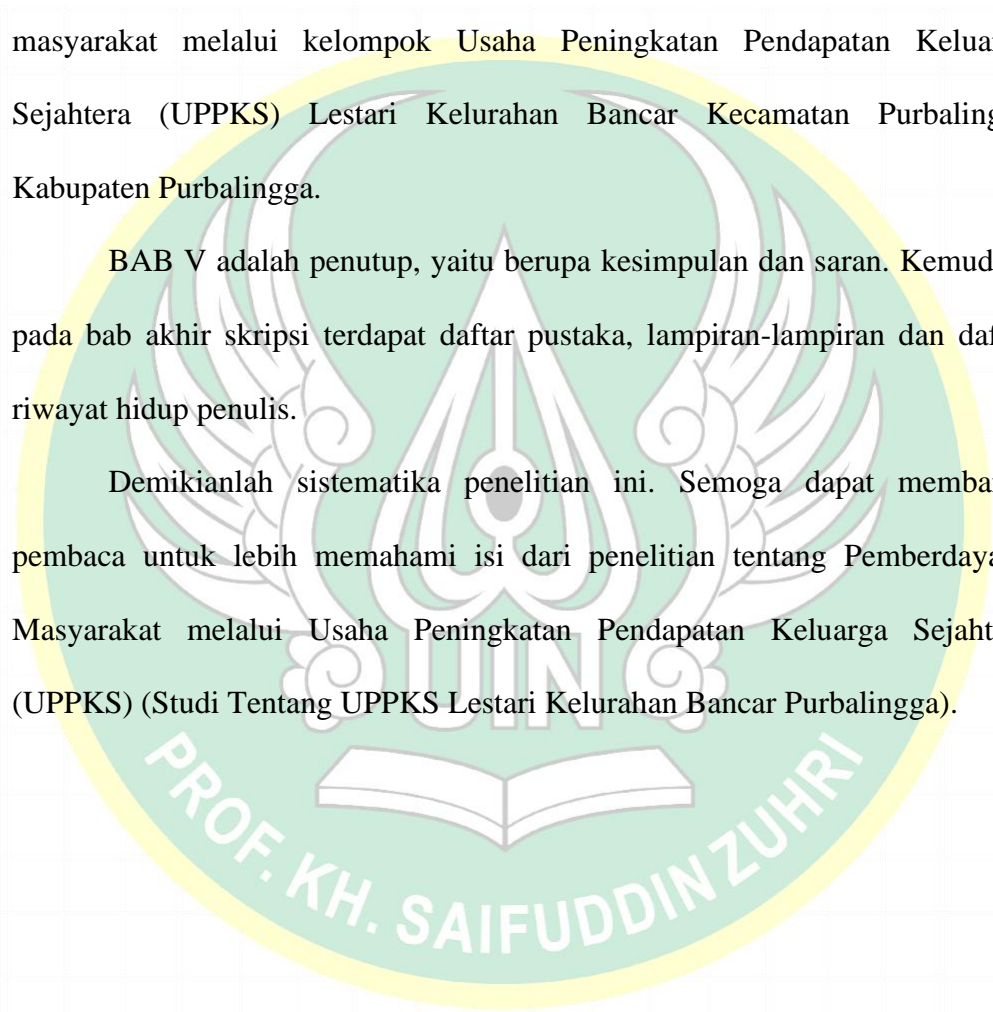 masyarakat melalui kelompok Usaha Peningkatan Pendapatan Keluar
Sejahtera (UPPKS) Lestari Kelurahan Bancar Kecamatan Purbaling
Kabupaten Purbalingga.
BAB V adalah penutup, yaitu berupa kesimpulan dan saran. Kemud
pada bab akhir skripsi terdapat daftar pustaka, lampiran-lampiran dan daf
riwayat hidup penulis.
Demikianlah sistematika penelitian ini. Semoga dapat memba
pembaca untuk lebih memahami isi dari penelitian tentang Pemberdaya
Masyarakat melalui Usaha Peningkatan Pendapatan Keluarga Sejaht
(UPPKS) (Studi Tentang UPPKS Lestari Kelurahan Bancar Purbalingga).
UIN
PROF. KH. SAIFUDDIN ZUHRI